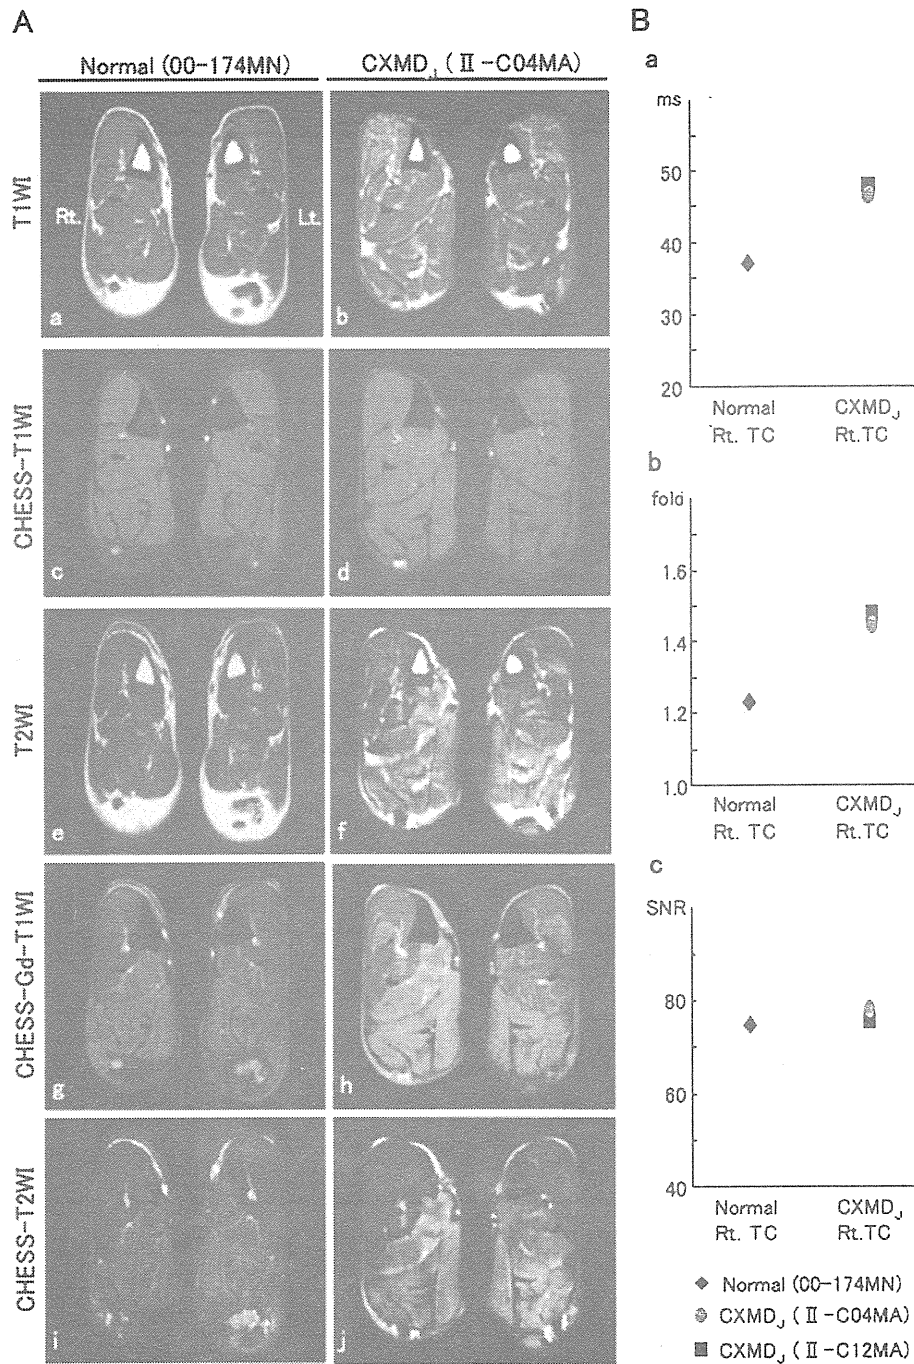 A
Normal (00-174MN)
CXMDJ (Ⅱ-C04MA)
T1WI
Rt.
Lt.
a
b
CHESS-T1WI
c
d
T2WI
e
f
CHESS-Gd-T1WI
g
h
CHESS-T2WI
i
j
B
a
ms
50
40
30
20
Normal
Rt. TC
CXMDJ
Rt.TC
b
fold
1.6
1.4
1.2
1.0
Normal
Rt. TC
CXMDJ
Rt.TC
c
SNR
80
60
40
Normal
Rt. TC
CXMDJ
Rt.TC
Normal (00-174MN)
CXMDJ (Ⅱ-C04MA)
CXMDJ (Ⅱ-C12MA)